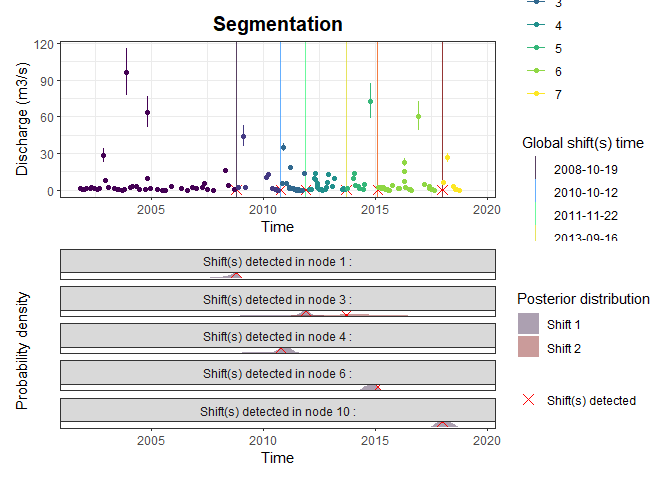 Segmentation
Discharge (m3/s)
120
90
60
30
0
2005
2010
2015
2020
Time
3
4
5
6
7
Global shift(s) time
2008-10-19
2010-10-12
2011-11-22
2013-09-16
Probability density
Shift(s) detected in node 1 :
Shift(s) detected in node 3 :
Shift(s) detected in node 4 :
Shift(s) detected in node 6 :
Shift(s) detected in node 10 :
2005
2010
2015
2020
Time
Posterior distribution
Shift 1
Shift 2
Shift(s) detected